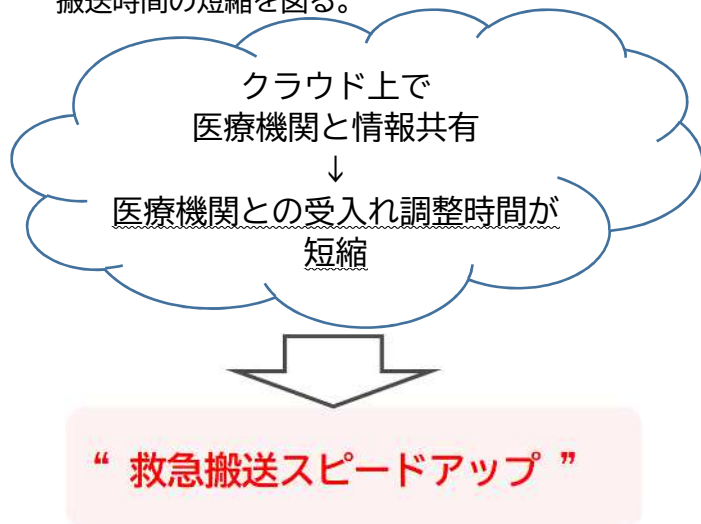 搬送時間の短縮を図る。
クラウド上で
医療機関と情報共有
↓
医療機関との受入れ調整時間が
短縮
“ 救急搬送スピードアップ ”